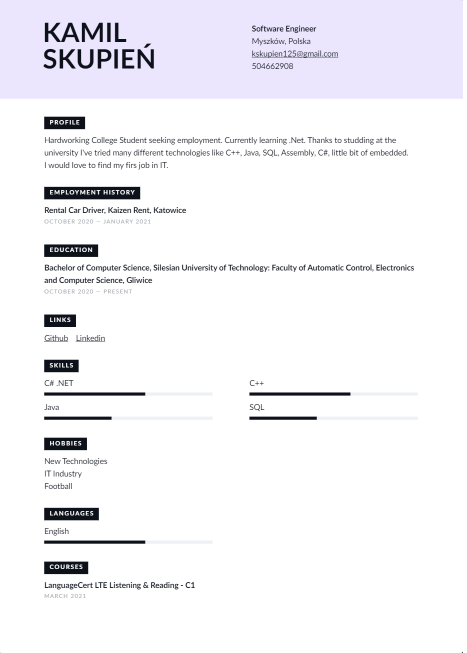 KAMIL
SKUPIEŃ
Software Engineer
Myszków, Polska
kskupien125@gmail.com
504662908
PROFILE
Hardworking College Student seeking employment. Currently learning .Net. Thanks to studding at the
university I've tried many different technologies like C++, Java, SQL, Assembly, C#, little bit of embedded.
I would love to find my firs job in IT.
EMPLOYMENT HISTORY
Rental Car Driver, Kaizen Rent, Katowice
OCTOBER 2020 — JANUARY 2021
EDUCATION
Bachelor of Computer Science, Silesian University of Technology: Faculty of Automatic Control, Electronics
and Computer Science, Gliwice
OCTOBER 2020 — PRESENT
LINKS
Github Linkedin
SKILLS
C# .NET
C++
Java
SQL
HOBBIES
New Technologies
IT Industry
Football
LANGUAGES
English
COURSES
LanguageCert LTE Listening & Reading - C1
MARCH 2021